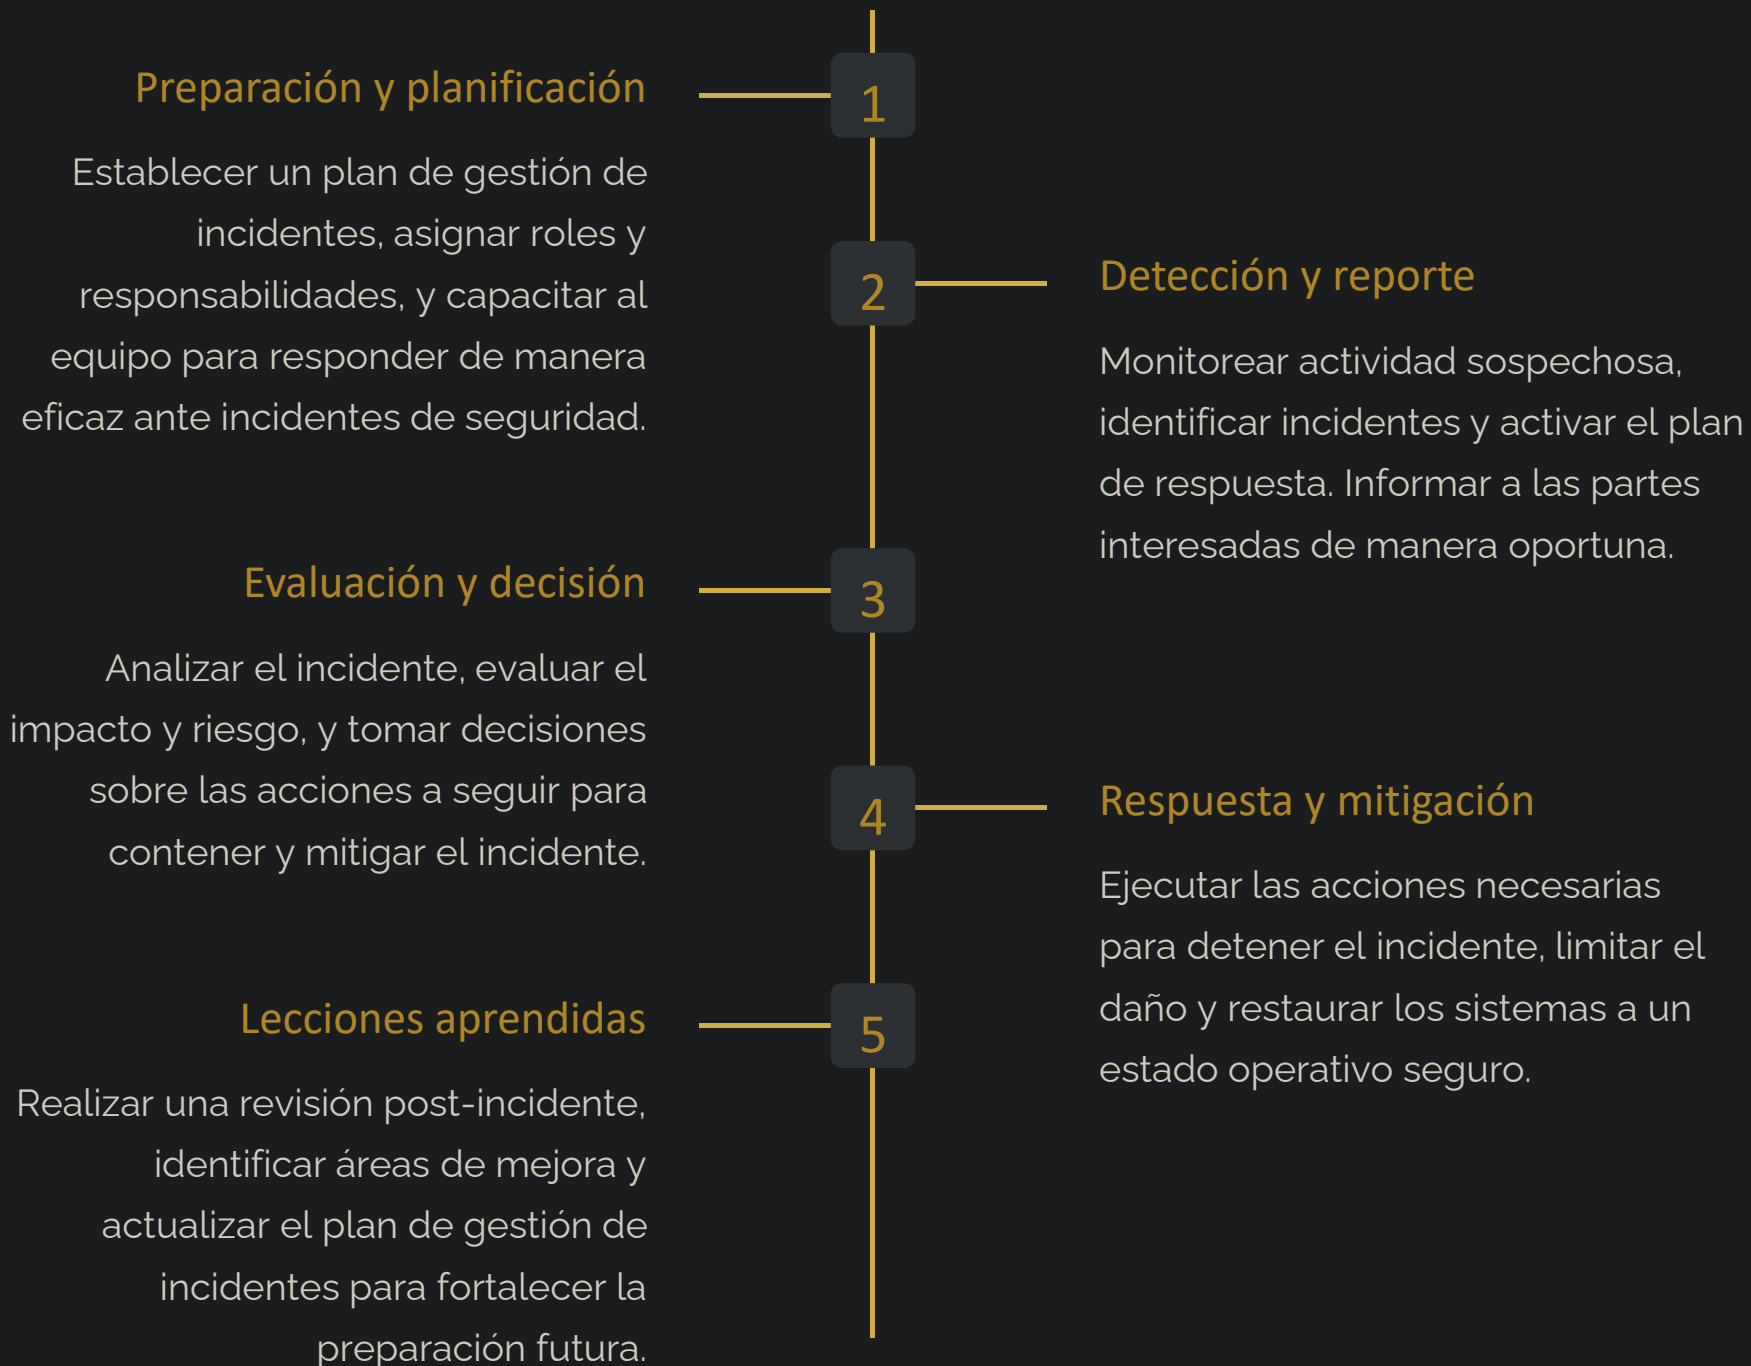 1
Preparación y planificación
Establecer un plan de gestión de
incidentes, asignar roles y
responsabilidades, y capacitar al
equipo para responder de manera
eficaz ante incidentes de seguridad.
2
Detección y reporte
Monitorear actividad sospechosa,
identificar incidentes y activar el plan
de respuesta. Informar a las partes
interesadas de manera oportuna.
3
Evaluación y decisión
Analizar el incidente, evaluar el
impacto y riesgo, y tomar decisiones
sobre las acciones a seguir para
contener y mitigar el incidente.
4
Respuesta y mitigación
Ejecutar las acciones necesarias
para detener el incidente, limitar el
daño y restaurar los sistemas a un
estado operativo seguro.
5
Lecciones aprendidas
Realizar una revisión post-incidente,
identificar áreas de mejora y
actualizar el plan de gestión de
incidentes para fortalecer la
preparación futura.